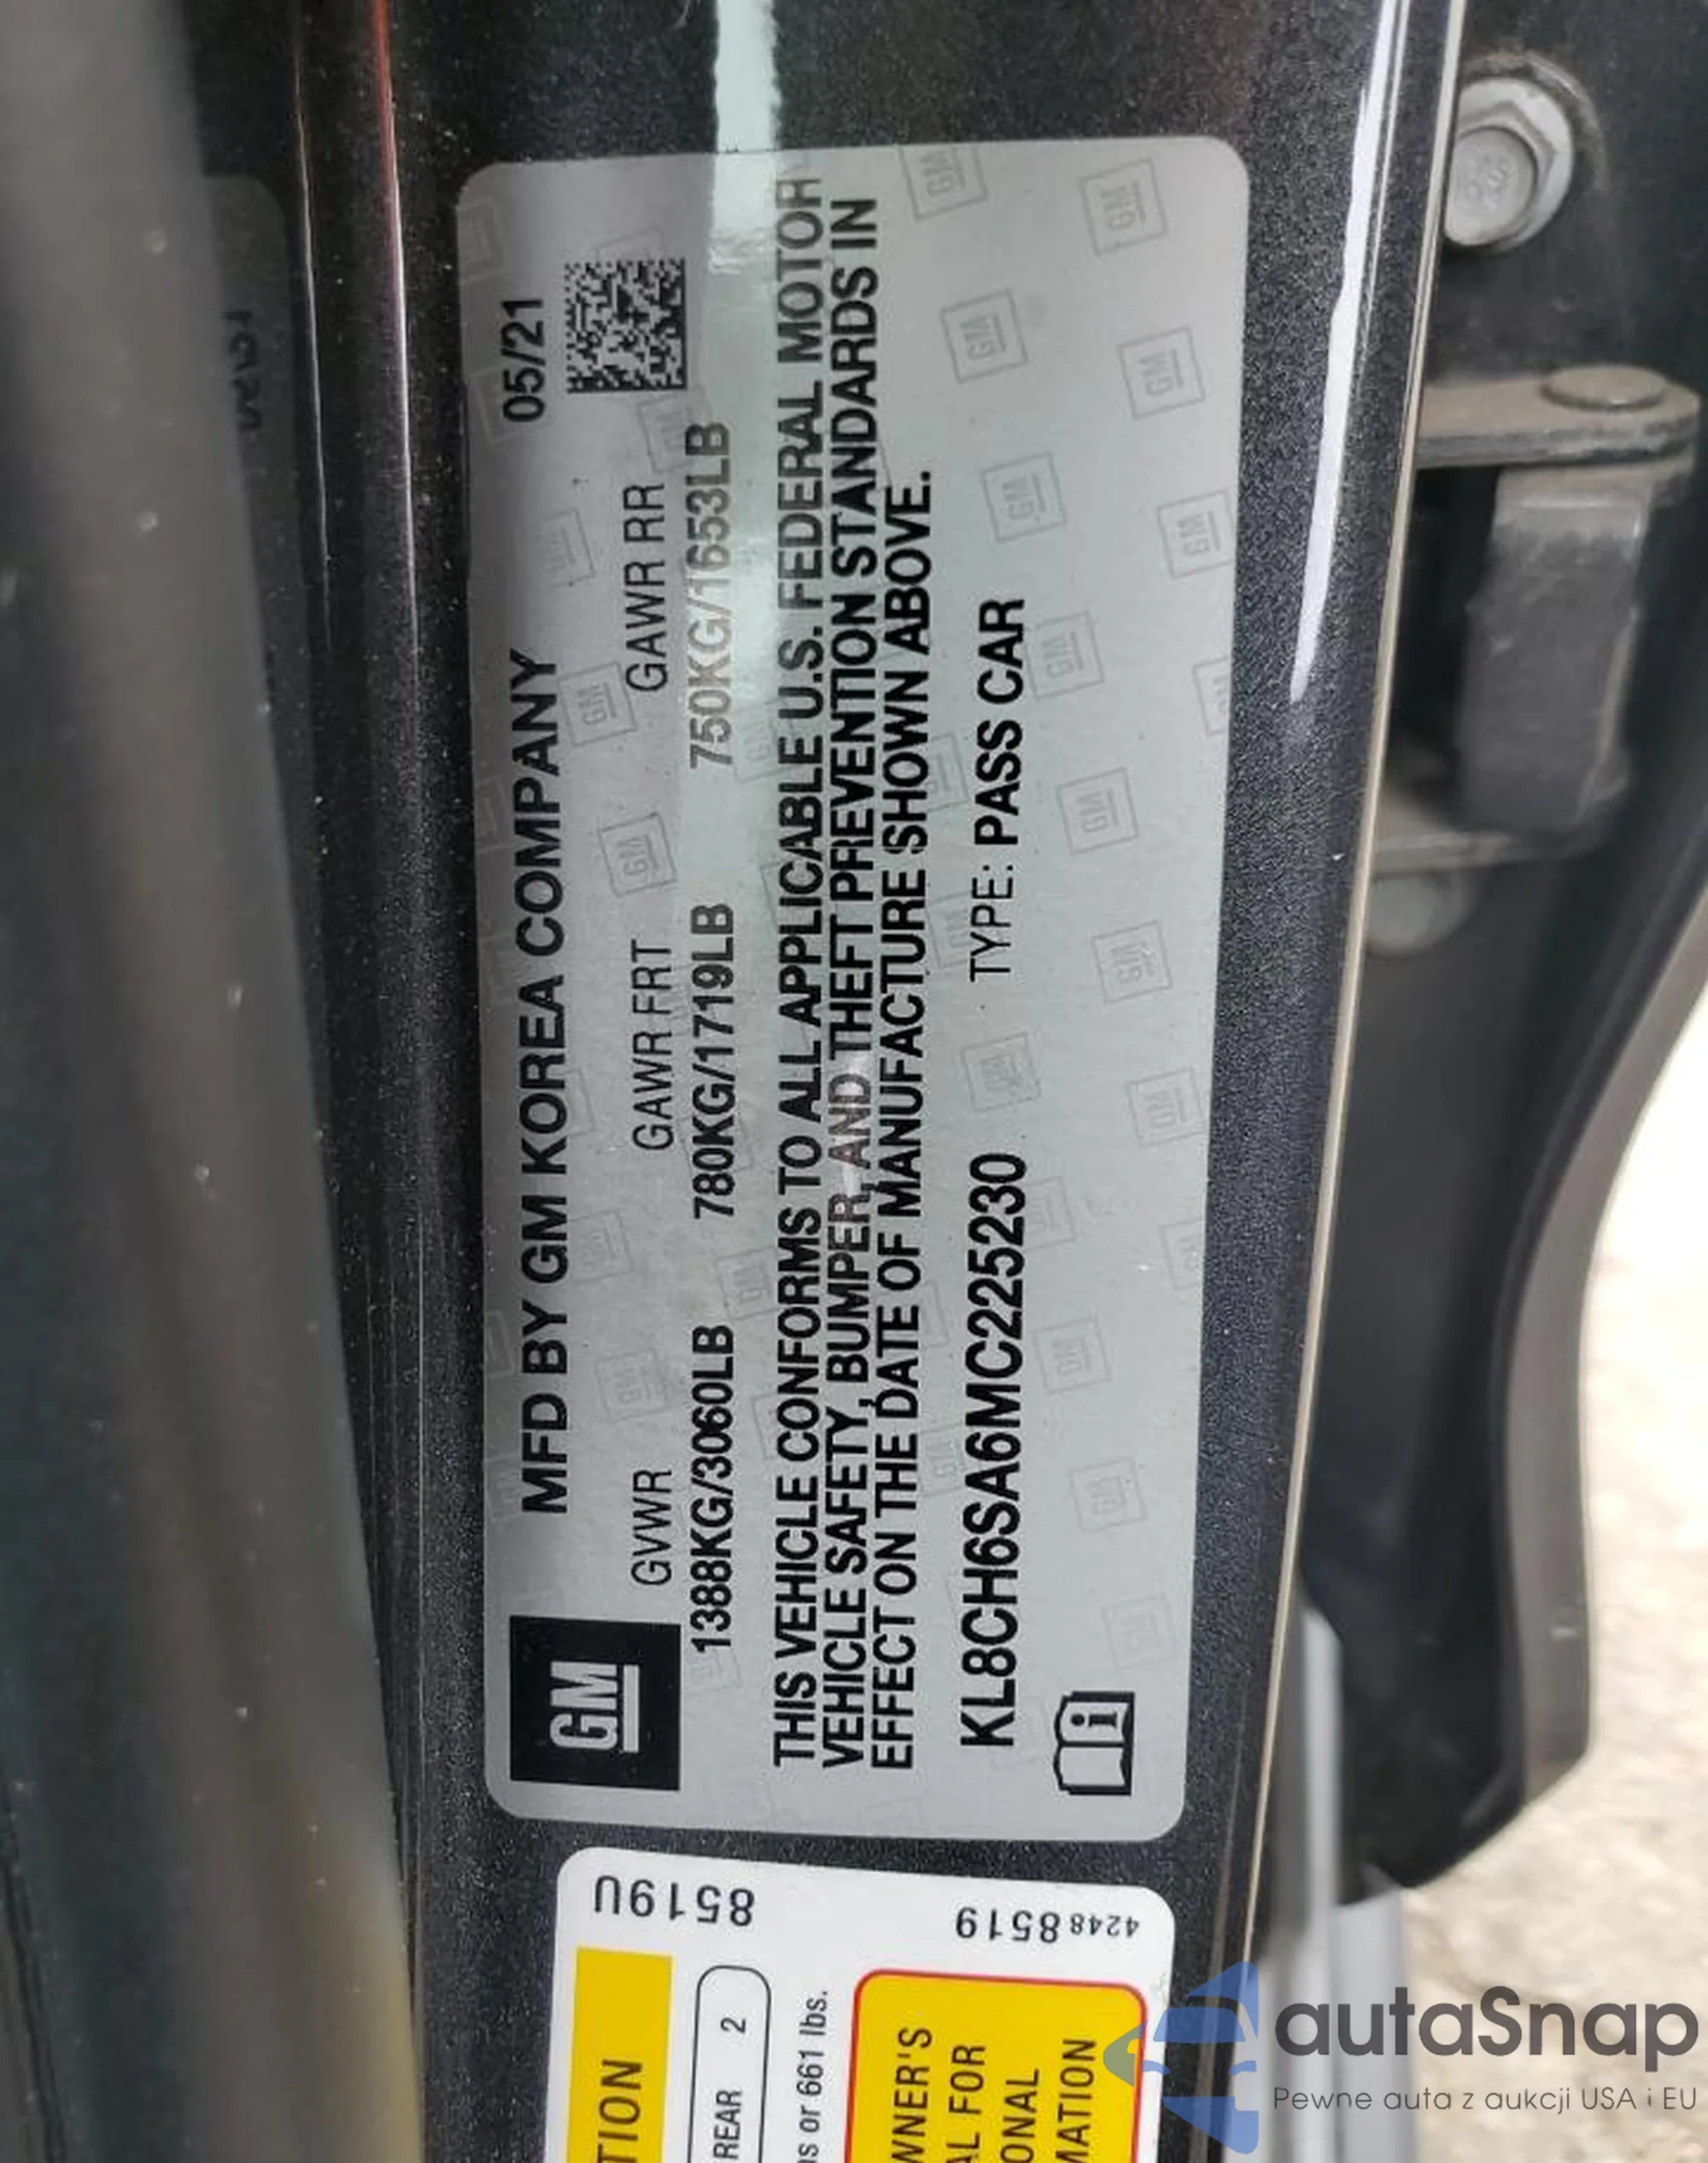 GM
MFD BY GM KOREA COMPANY 05/21
GVWR GAWR FRT GAWR RR
1388KG/3060LB 780KG/1719LB 750KG/1653LB
THIS VEHICLE CONFORMS TO ALL APPLICABLE U.S. FEDERAL MOTOR
VEHICLE SAFETY, BUMPER, AND THEFT PREVENTION STANDARDS IN
EFFECT ON THE DATE OF MANUFACTURE SHOWN ABOVE.
KL8CH6SA6MC225230 TYPE: PASS CAR
i
8519U
42488519
TION
REAR 2
or 661 lbs.
WNER'S
AL FOR
ONAL
MATION
autaSnap
Pewne auta z aukcji USA i EU